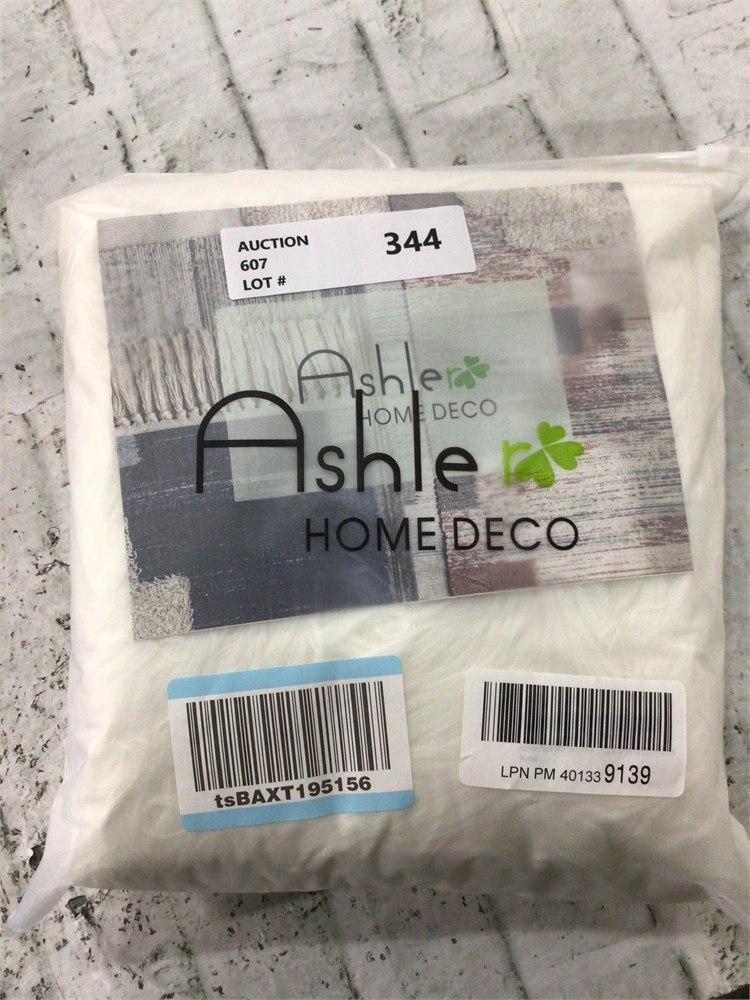 AUCTION
607
LOT #
344
Ashler
HOME DECO
Ashler
HOME DECO
tsBAXT195156
LPN PM 40133 9139